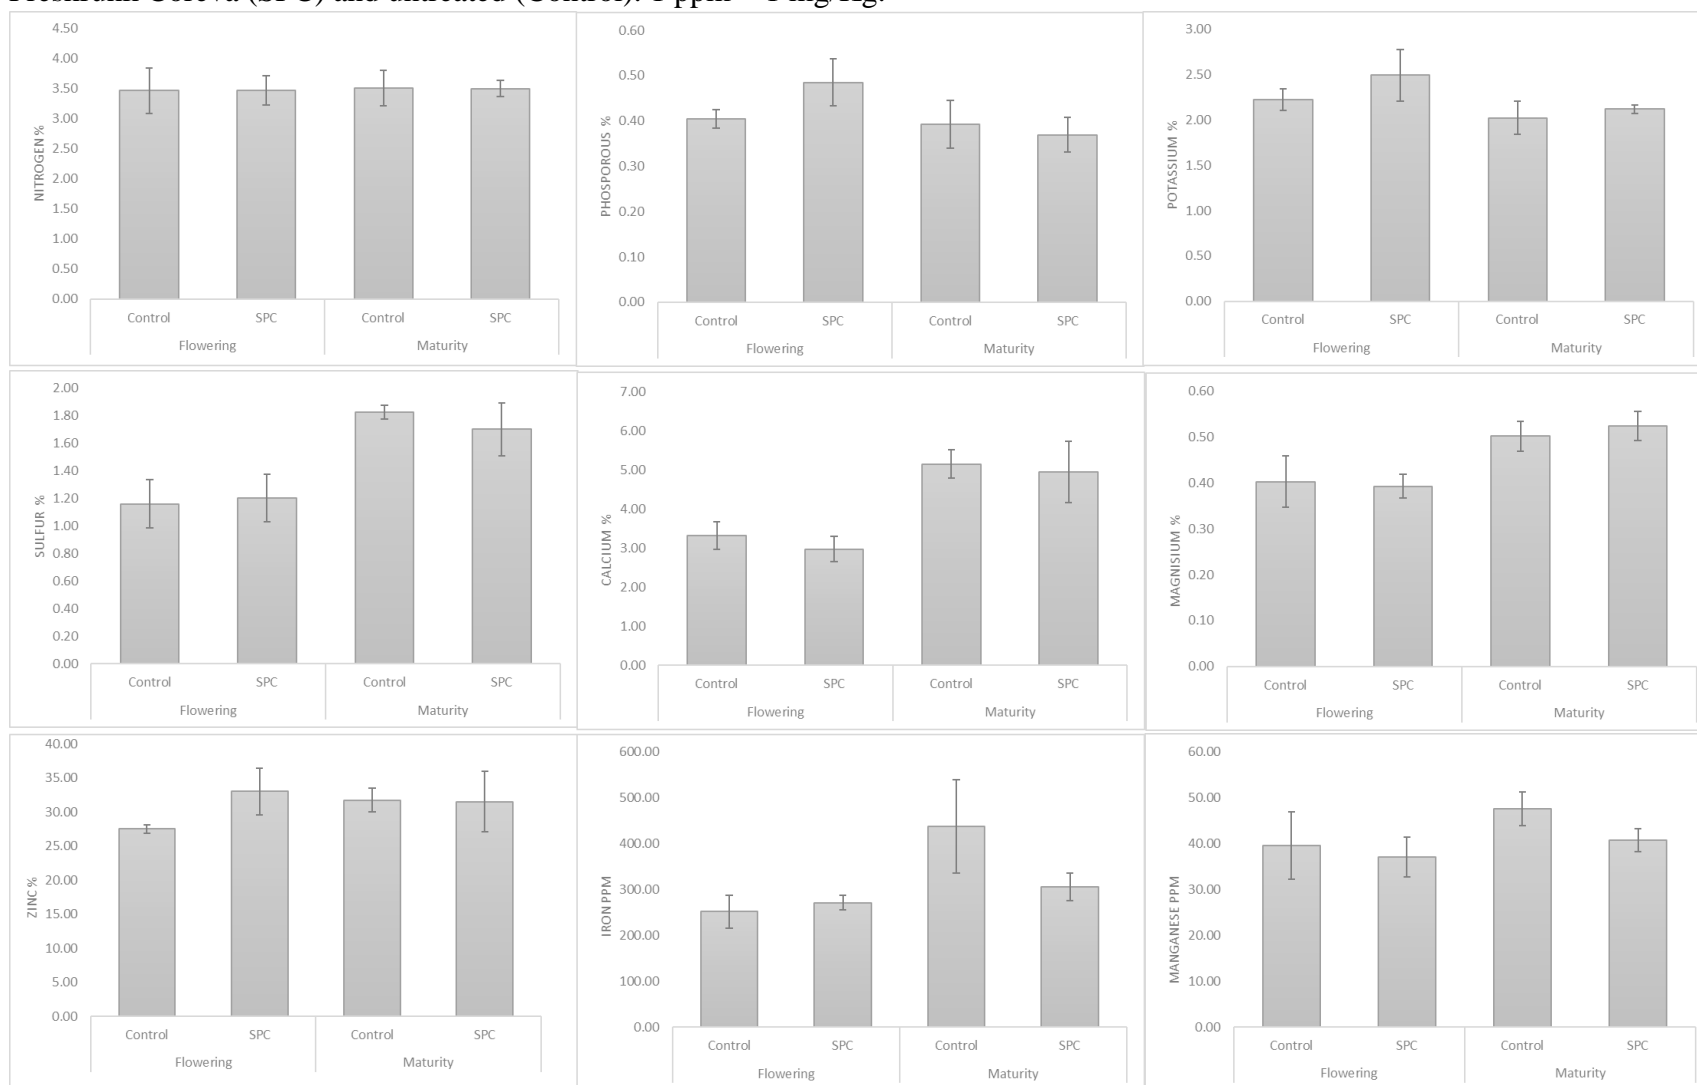 Freshruhit Coreva (SPC) and untreated (Control). 1 ppm = 1 mg/kg.
4.50
4.00
3.50
3.00
2.50
2.00
1.50
1.00
0.50
0.00
NITROGEN %
Control SPC Control SPC
Flowering Maturity
0.60
0.50
0.40
0.30
0.20
0.10
0.00
PHOSPOROUS %
Control SPC Control SPC
Flowering Maturity
3.00
2.50
2.00
1.50
1.00
0.50
0.00
POTASSIUM %
Control SPC Control SPC
Flowering Maturity
2.00
1.80
1.60
1.40
1.20
1.00
0.80
0.60
0.40
0.20
0.00
SULFUR %
Control SPC Control SPC
Flowering Maturity
7.00
6.00
5.00
4.00
3.00
2.00
1.00
0.00
CALCIUM %
Control SPC Control SPC
Flowering Maturity
0.60
0.50
0.40
0.30
0.20
0.10
0.00
MAGNISIUM %
Control SPC Control SPC
Flowering Maturity
40.00
35.00
30.00
25.00
20.00
15.00
10.00
5.00
0.00
ZINC %
Control SPC Control SPC
Flowering Maturity
600.00
500.00
400.00
300.00
200.00
100.00
0.00
IRON PPM
Control SPC Control SPC
Flowering Maturity
60.00
50.00
40.00
30.00
20.00
10.00
0.00
MANGANESE PPM
Control SPC Control SPC
Flowering Maturity